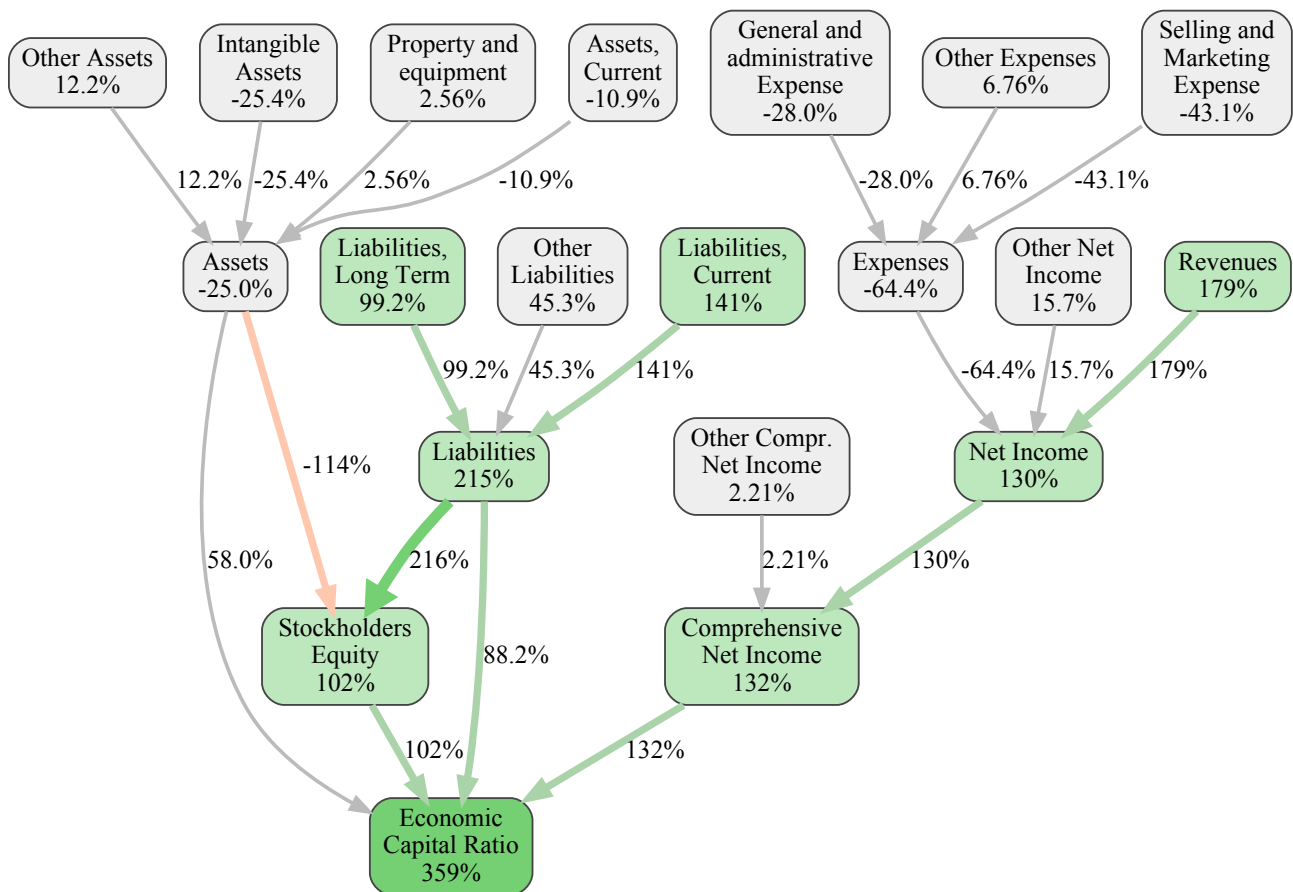 Other Assets
12.2%
Intangible
Assets
-25.4%
Property and
equipment
2.56%
Assets,
Current
-10.9%
General and
administrative
Expense
-28.0%
Other Expenses
6.76%
Selling and
Marketing
Expense
-43.1%
12.2%
-25.4%
2.56%
-10.9%
-28.0%
6.76%
-43.1%
Assets
-25.0%
Liabilities,
Long Term
99.2%
Other
Liabilities
45.3%
Liabilities,
Current
141%
Expenses
-64.4%
Other Net
Income
15.7%
Revenues
179%
99.2%
45.3%
141%
-64.4%
15.7%
179%
-114%
Liabilities
215%
Other Compr.
Net Income
2.21%
Net Income
130%
58.0%
216%
2.21%
130%
Stockholders
Equity
102%
88.2%
Comprehensive
Net Income
132%
102%
132%
Economic
Capital Ratio
359%